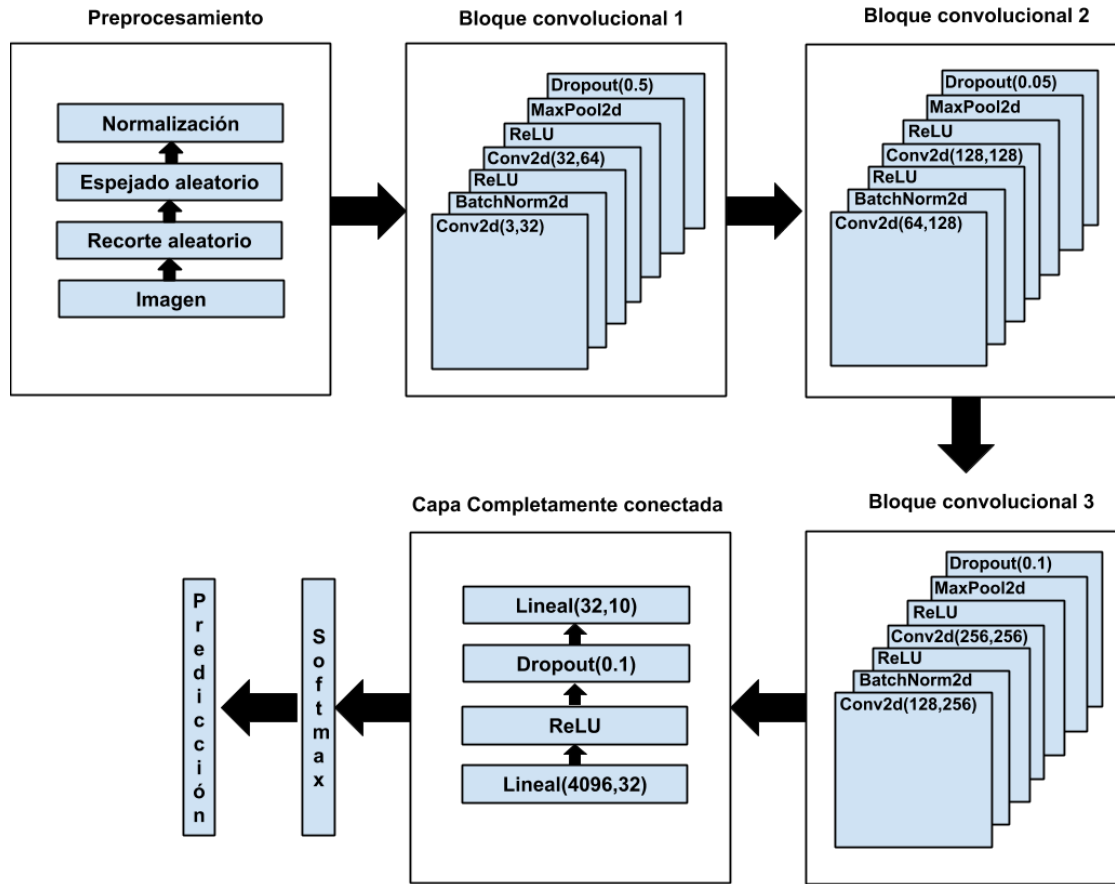 Preprocesamiento
Normalización
Espejado aleatorio
Recorte aleatorio
Imagen
Bloque convolucional 1
Dropout(0.5)
MaxPool2d
ReLU
Conv2d(32,64)
ReLU
BatchNorm2d
Conv2d(3,32)
Bloque convolucional 2
Dropout(0.05)
MaxPool2d
ReLU
Conv2d(128,128)
ReLU
BatchNorm2d
Conv2d(64,128)
Bloque convolucional 3
Dropout(0.1)
MaxPool2d
ReLU
Conv2d(256,256)
ReLU
BatchNorm2d
Conv2d(128,256)
Capa Completamente conectada
Lineal(32,10)
Dropout(0.1)
ReLU
Lineal(4096,32)
Softmax
Predicción